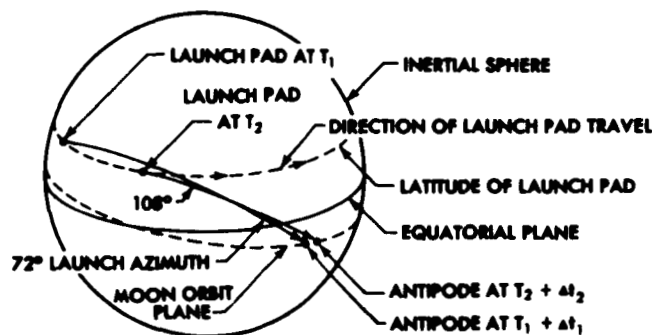 LAUNCH PAD AT T1
INERTIAL SPHERE
LAUNCH PAD
AT T2
DIRECTION OF LAUNCH PAD TRAVEL
LATITUDE OF LAUNCH PAD
108°
EQUATORIAL PLANE
72° LAUNCH AZIMUTH
MOON ORBIT
PLANE
ANTIPODE AT T2 + Δt2
ANTIPODE AT T1 + Δt1